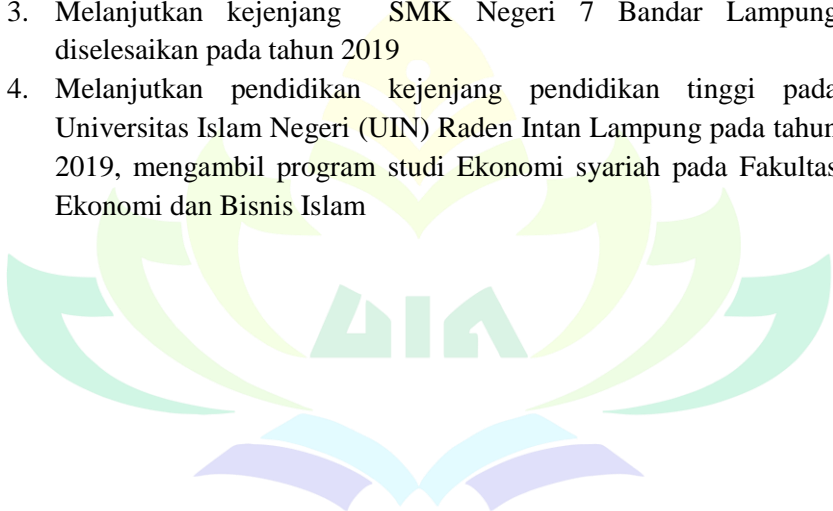 3. Melanjutkan kejenjang SMK Negeri 7 Bandar Lampung
diselesaikan pada tahun 2019
4. Melanjutkan pendidikan kejenjang pendidikan tinggi pada
Universitas Islam Negeri (UIN) Raden Intan Lampung pada tahun
2019, mengambil program studi Ekonomi syariah pada Fakultas
Ekonomi dan Bisnis Islam
UIN